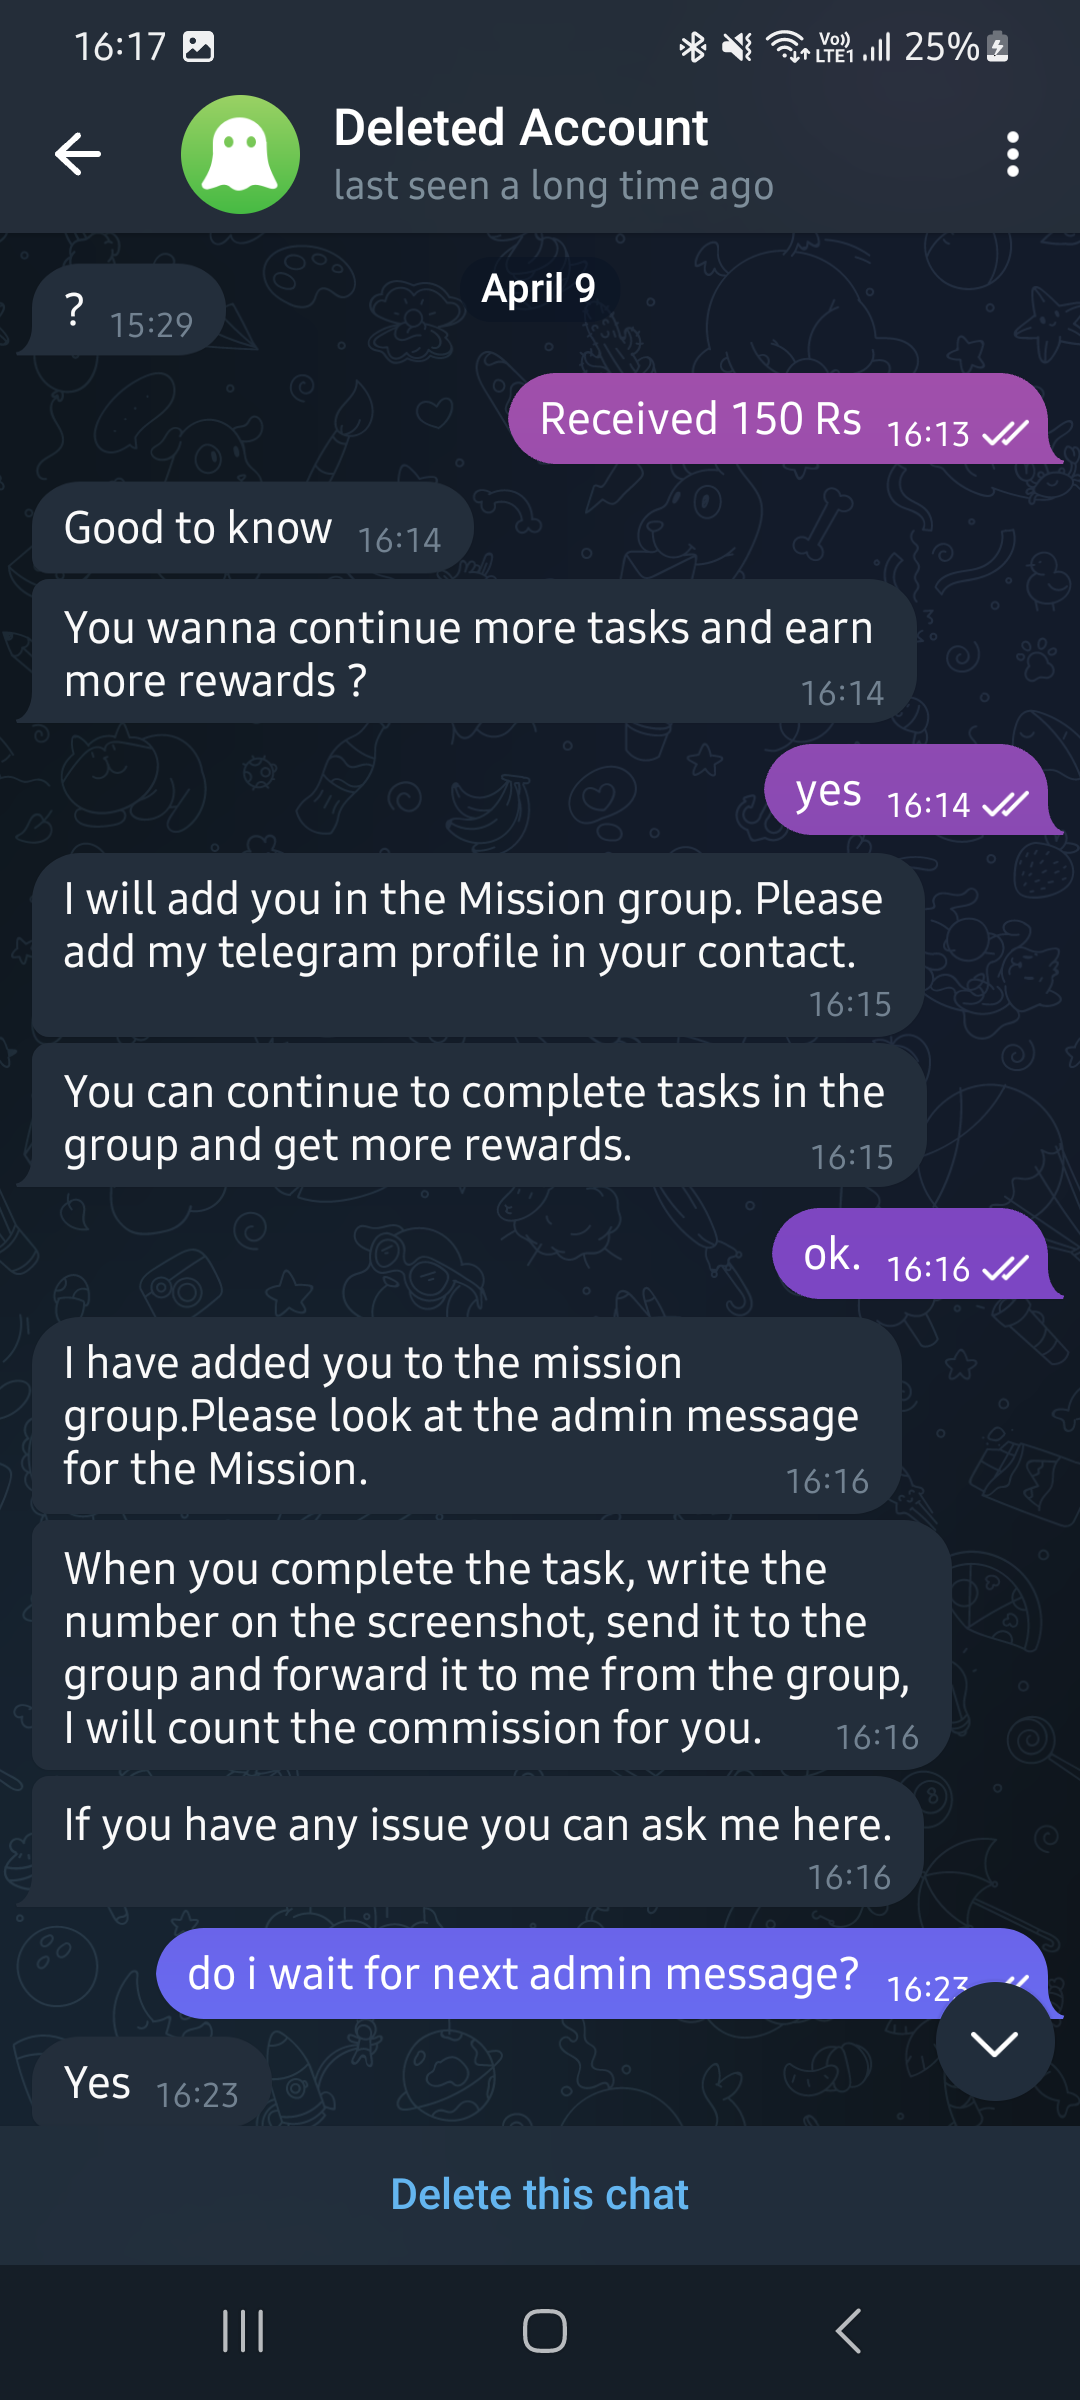 16:17
Vo)) LTE1 25%
Deleted Account
last seen a long time ago
April 9
? 15:29
Received 150 Rs 16:13
Good to know 16:14
You wanna continue more tasks and earn
more rewards ? 16:14
yes 16:14
I will add you in the Mission group. Please
add my telegram profile in your contact.
16:15
You can continue to complete tasks in the
group and get more rewards. 16:15
ok. 16:16
I have added you to the mission
group.Please look at the admin message
for the Mission. 16:16
When you complete the task, write the
number on the screenshot, send it to the
group and forward it to me from the group,
I will count the commission for you. 16:16
If you have any issue you can ask me here.
16:16
do i wait for next admin message? 16:23
Yes 16:23
Delete this chat